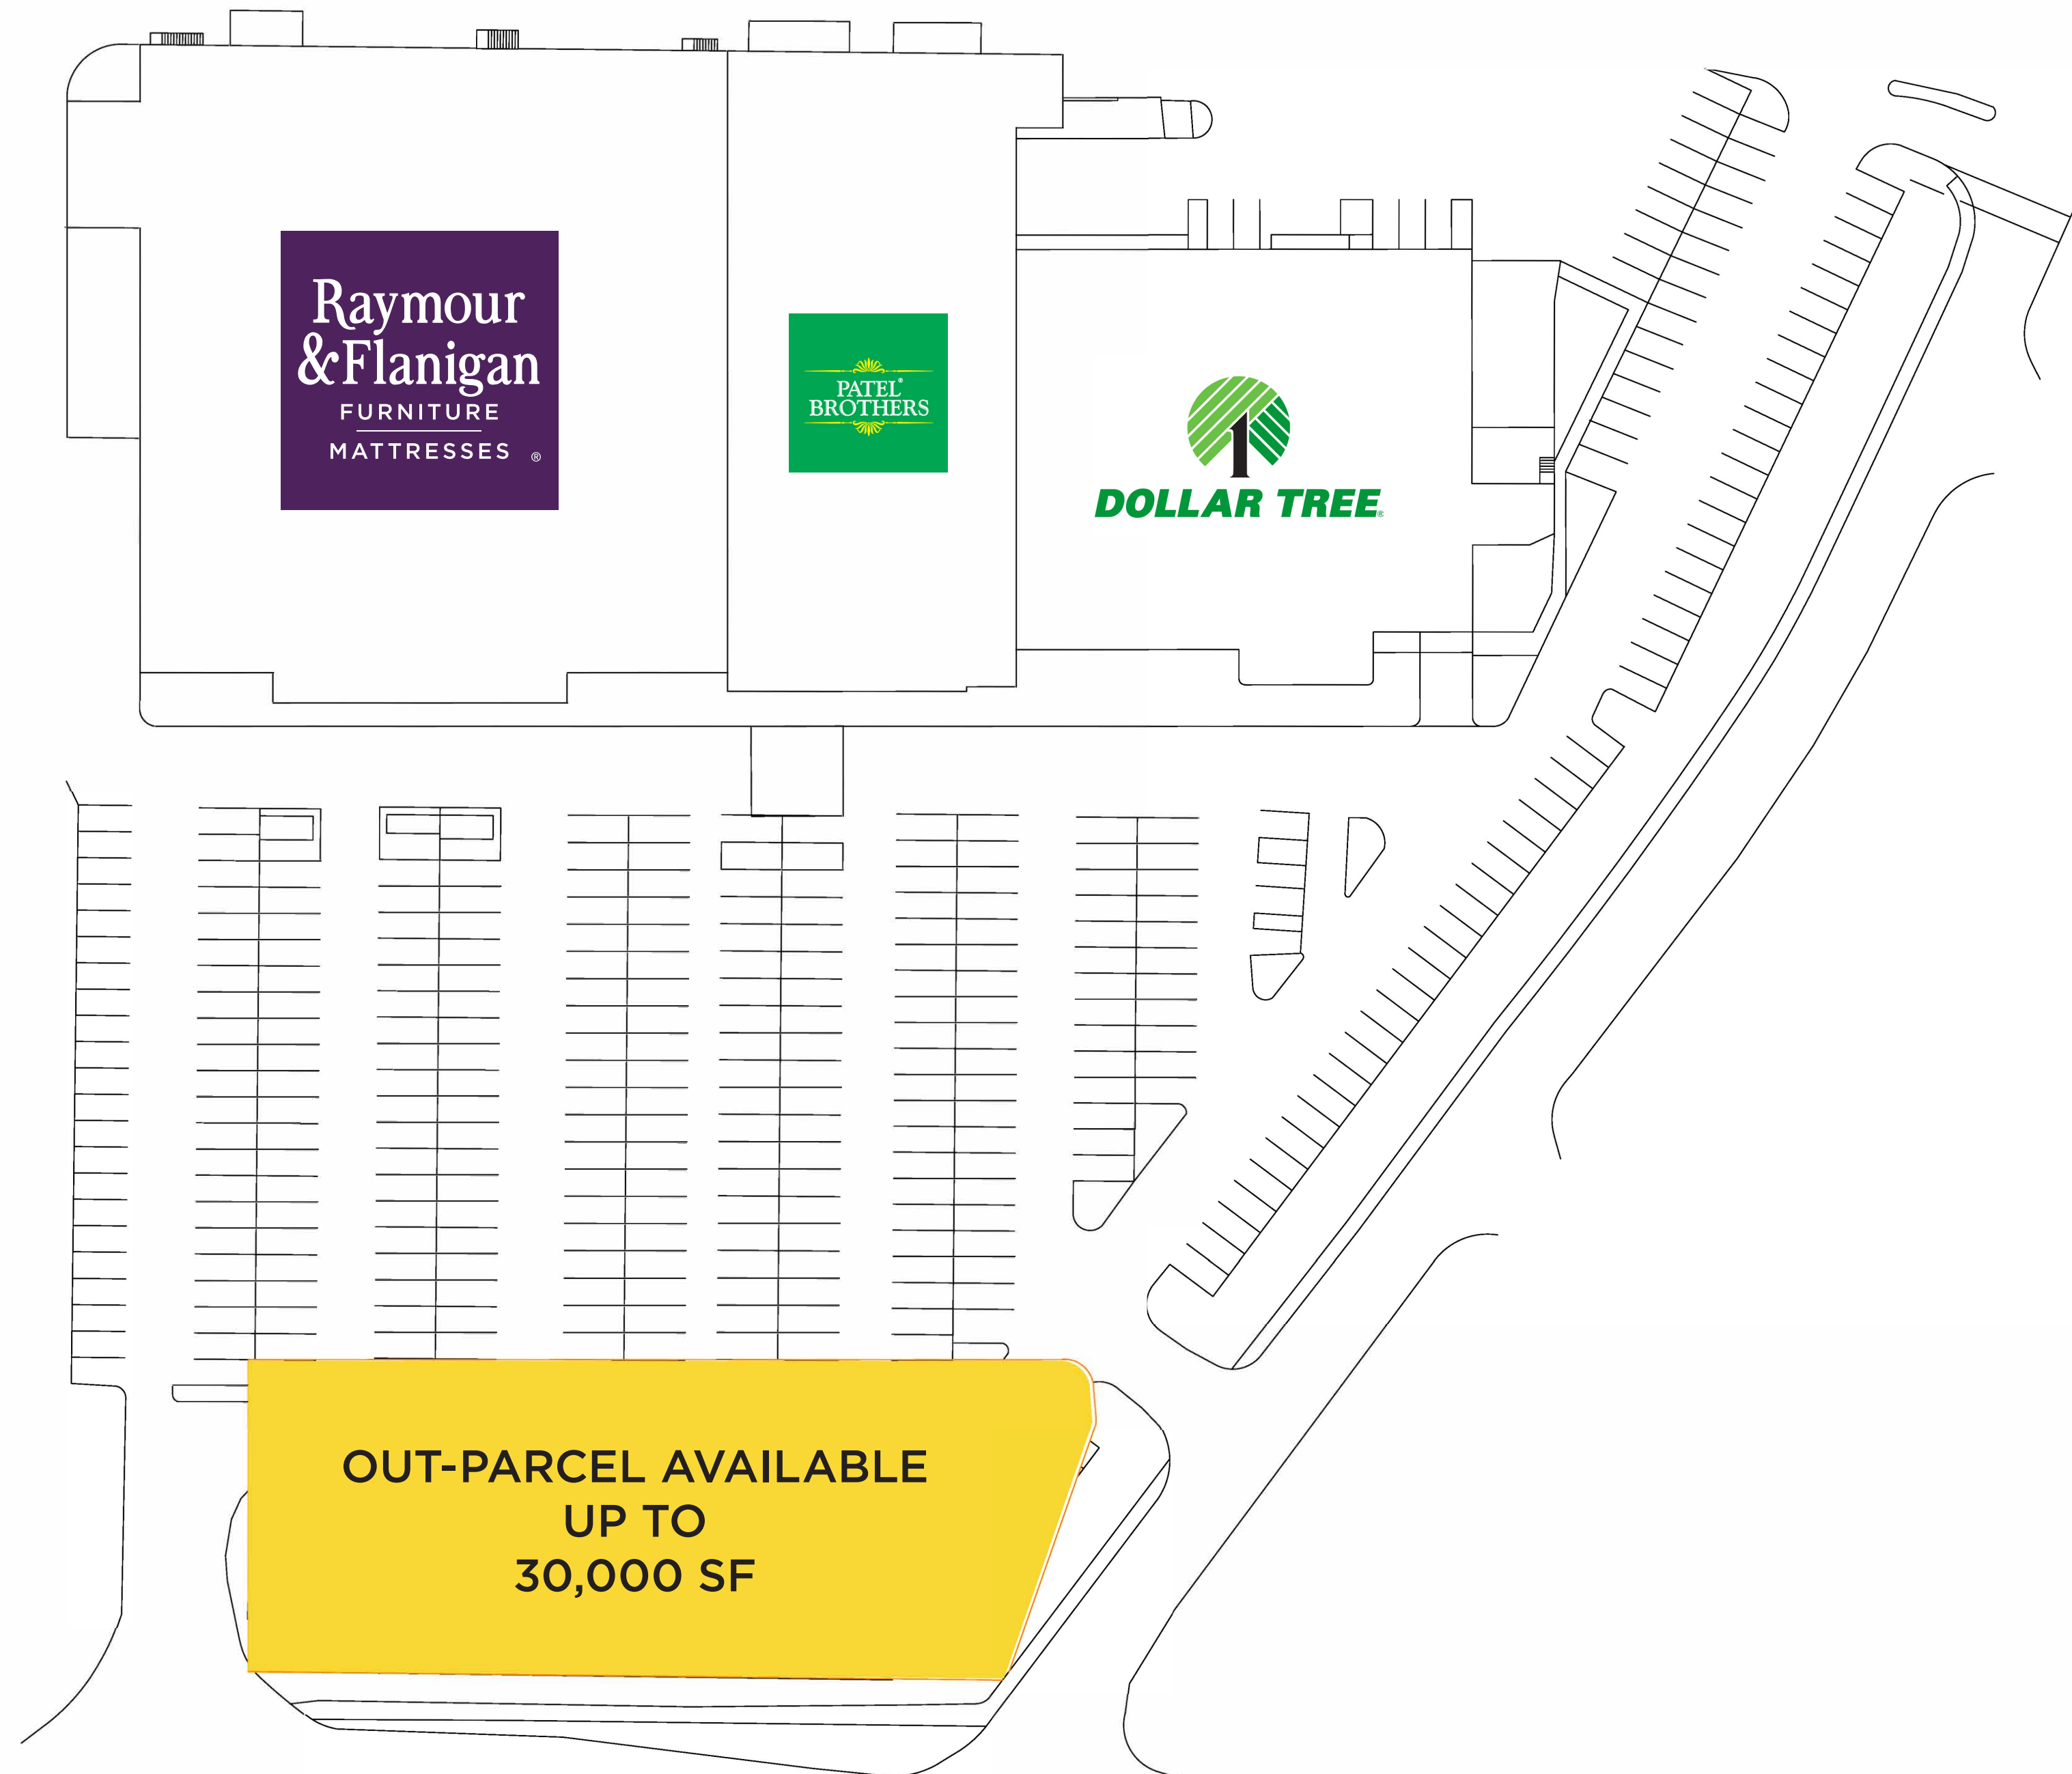 Raymour
&Flanigan
FURNITURE
MATTRESSES ®
PATEL®
BROTHERS
DOLLAR TREE®
OUT-PARCEL AVAILABLE
UP TO
30,000 SF